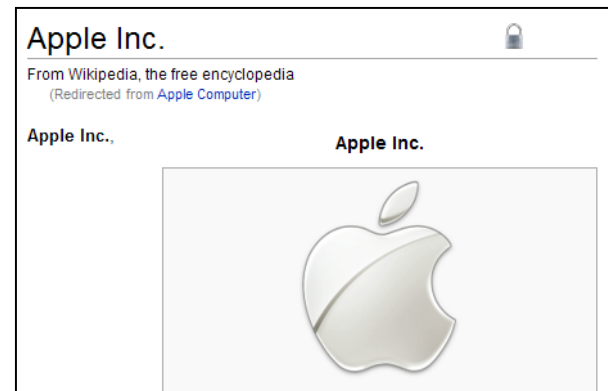 Apple Inc.
From Wikipedia, the free encyclopedia
(Redirected from Apple Computer)
Apple Inc.,
Apple Inc.